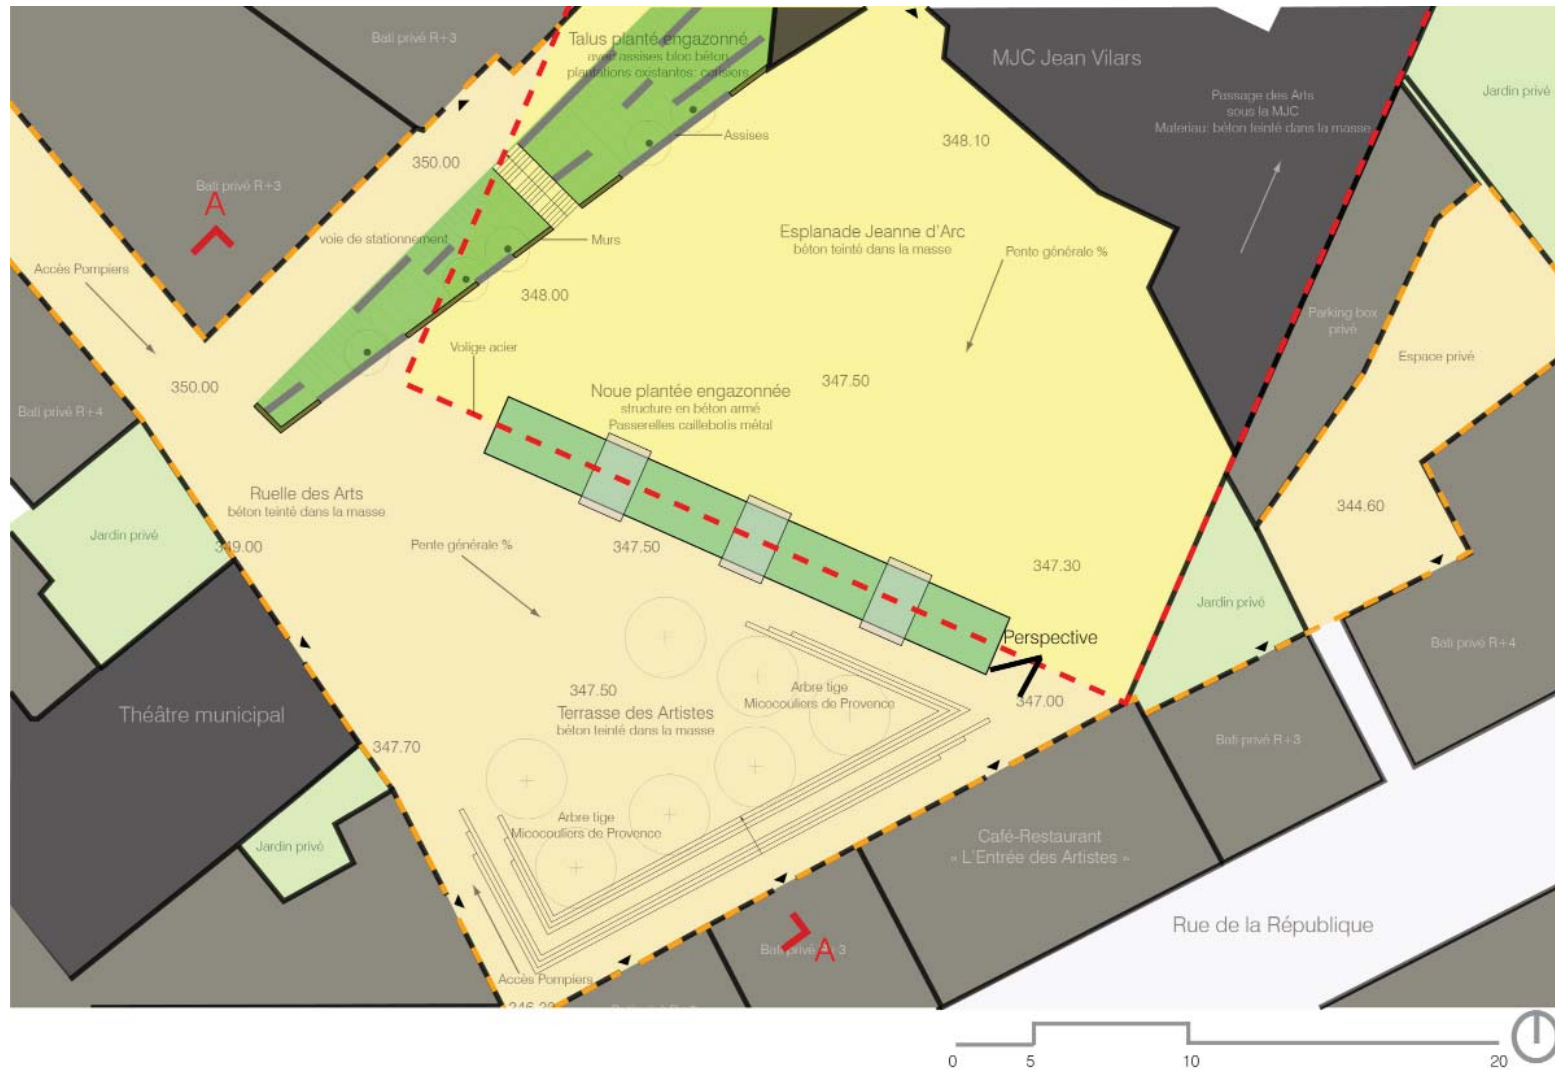 Bati privé R+3
Talus planté engazonné
avec assises bloc béton
plantations existantes: cerisiers
MJC Jean Vilars
Passage des Arts
sous la MJC
Materiau: béton teinté dans la masse
Jardin privé
Assises
348.10
350.00
Bati privé R+3
A
voie de stationnement
Murs
Esplanade Jeanne d'Arc
béton teinté dans la masse
Pente générale %
Accès Pompiers
348.00
Parking box
privé
Espace privé
Volige acier
350.00
347.50
Noue plantée engazonnée
structure en béton armé
Passerelles caillebotis métal
Bati privé R+4
Ruelle des Arts
béton teinté dans la masse
344.60
Jardin privé
349.00
Pente générale %
347.50
347.30
Jardin privé
Perspective
Bati privé R+4
347.50
Terrasse des Artistes
béton teinté dans la masse
Arbre tige
Micocouliers de Provence
347.00
Théâtre municipal
347.70
Bati privé R+3
Arbre tige
Micocouliers de Provence
Jardin privé
Café-Restaurant
« L'Entrée des Artistes »
Rue de la République
Bati privé R+3
A
Accès Pompiers
0 5 10 20